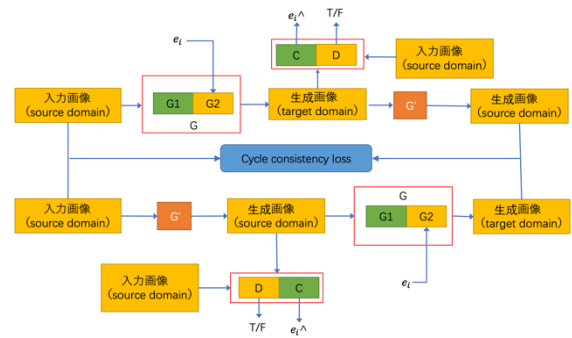 e_i^
T/F
e_i
C
D
入力画像
（source domain）
入力画像
（source domain）
G1
G2
G
生成画像
（target domain）
G'
生成画像
（source domain）
Cycle consistency loss
入力画像
（source domain）
G'
生成画像
（source domain）
G
G1
G2
生成画像
（target domain）
入力画像
（source domain）
D
C
e_i
T/F
e_i^